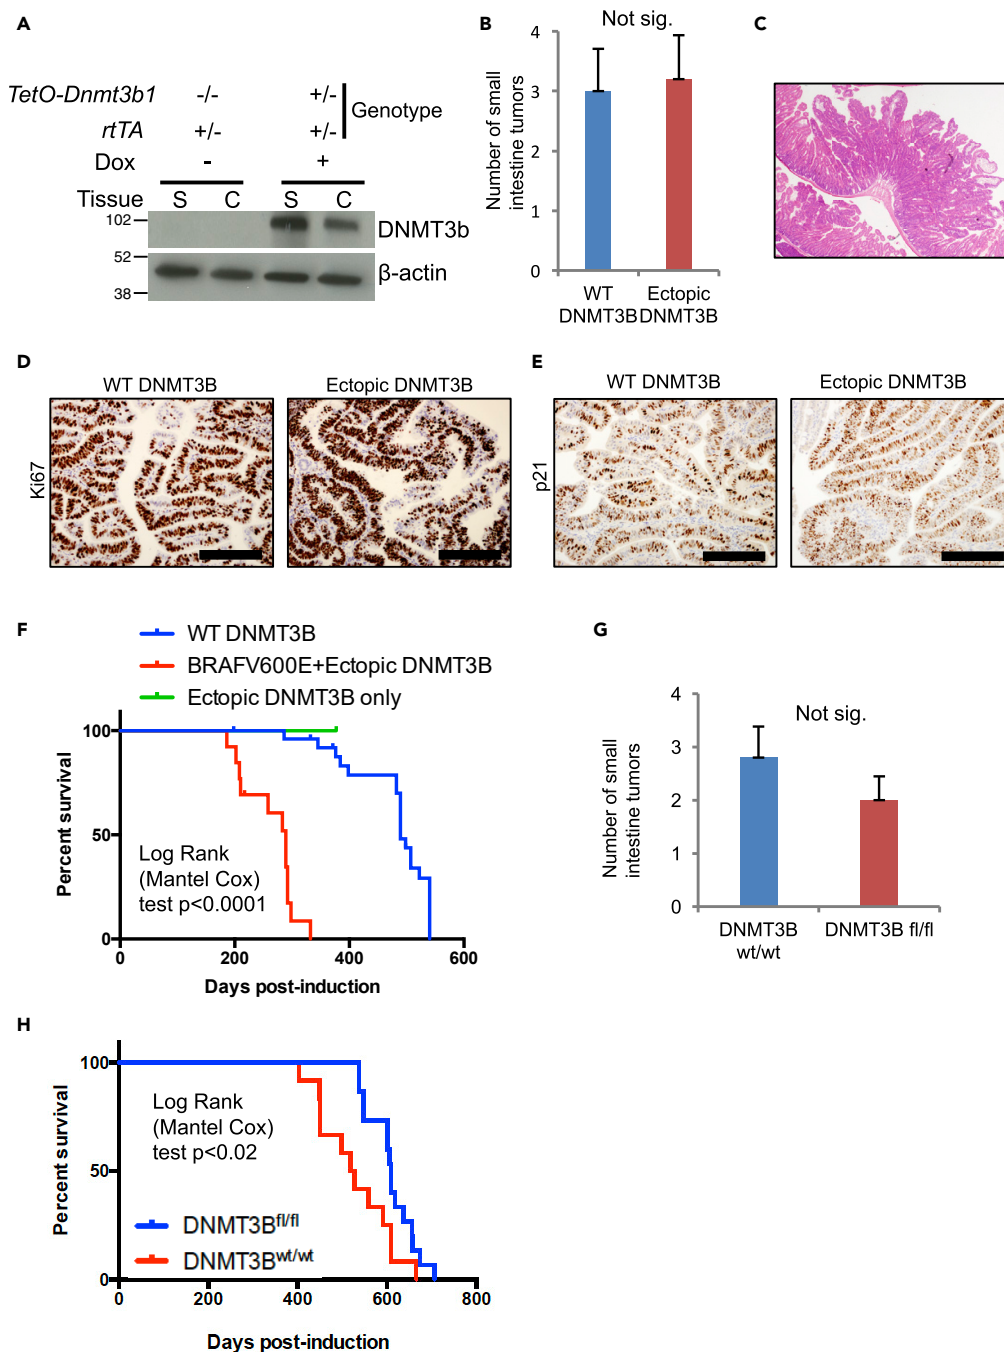 A
TetO-Dnmt3b1 -/- +/-
rtTA +/- +/-
Genotype
Dox - +
Tissue S C S C
102
DNMT3b
52
β-actin
38
B
Not sig.
Number of small
intestine tumors
4
3
2
1
0
WT
DNMT3B
Ectopic
DNMT3B
C
D
WT DNMT3B
Ectopic DNMT3B
Ki67
E
WT DNMT3B
Ectopic DNMT3B
p21
F
WT DNMT3B
BRAFV600E+Ectopic DNMT3B
Ectopic DNMT3B only
Percent survival
100
50
0
Log Rank
(Mantel Cox)
test p<0.0001
0 200 400 600
Days post-induction
G
Not sig.
Number of small
intestine tumors
4
3
2
1
0
DNMT3B
wt/wt
DNMT3B fl/fl
H
Percent survival
100
50
0
Log Rank
(Mantel Cox)
test p<0.02
DNMT3Bfl/fl
DNMT3Bwt/wt
0 200 400 600 800
Days post-induction